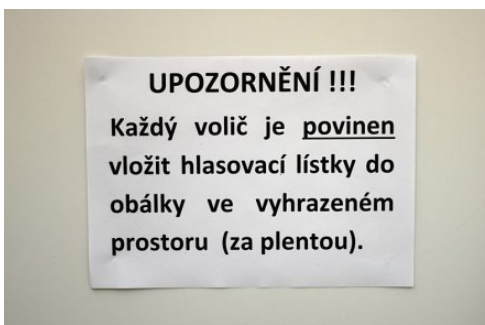 UPOZORNĚNÍ !!!
Každý volič je povinen
vložit hlasovací lístky do
obálky ve vyhrazeném
prostoru (za plentou).